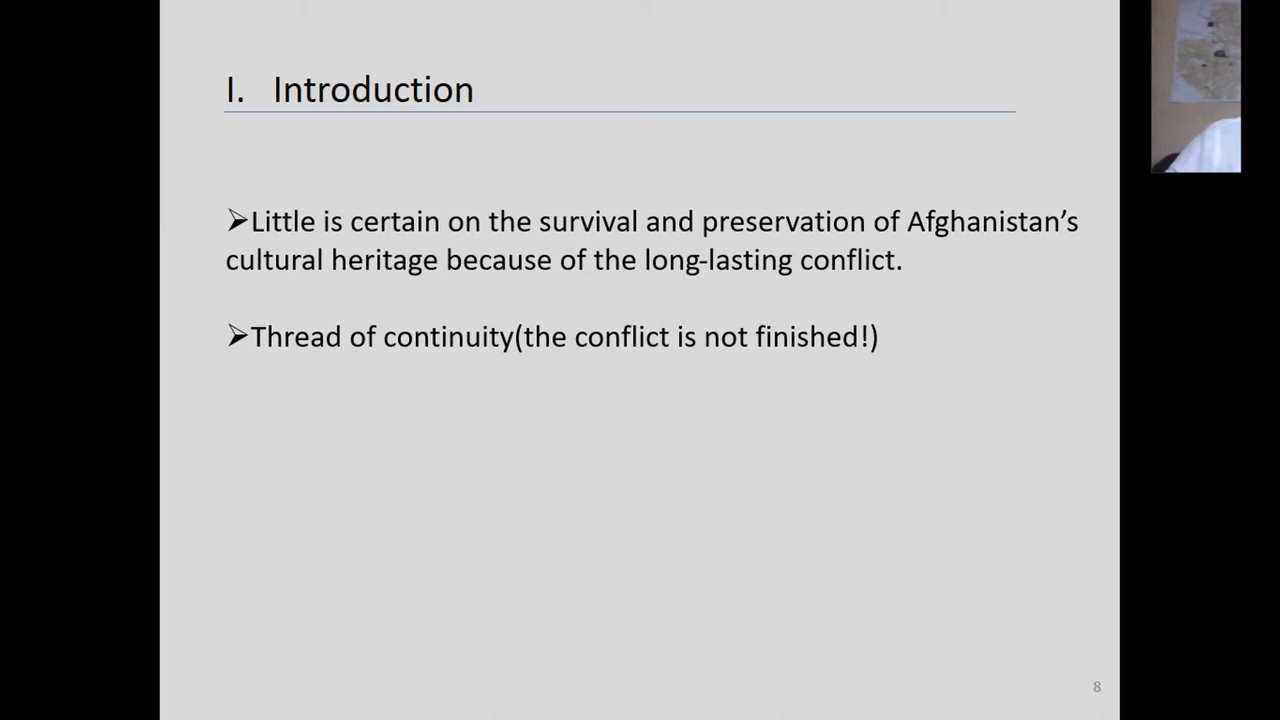 I. Introduction
➢Little is certain on the survival and preservation of Afghanistan’s
cultural heritage because of the long-lasting conflict.
➢Thread of continuity(the conflict is not finished!)
8